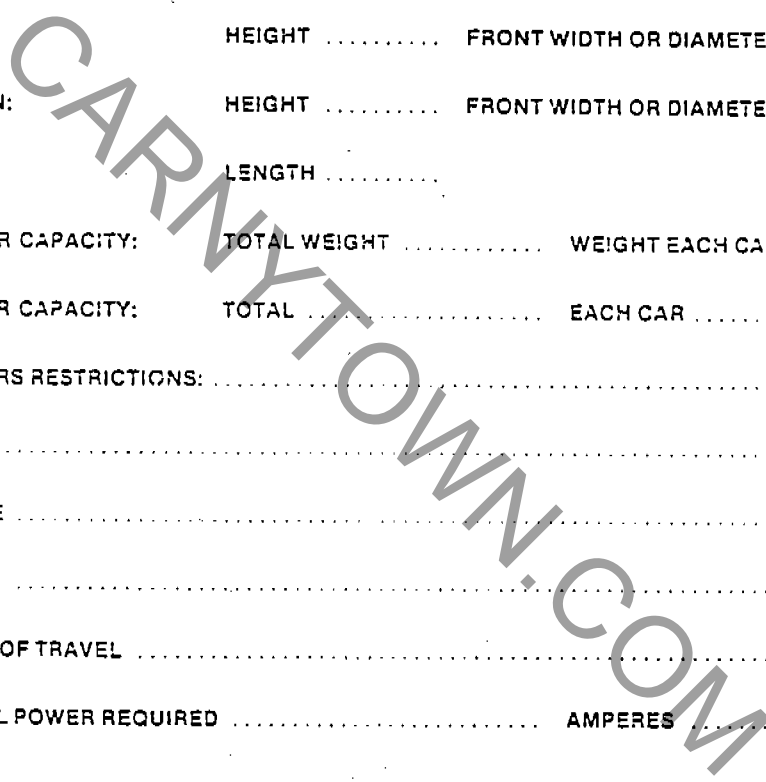 HEIGHT .......... FRONT WIDTH OR DIAMETE
N: HEIGHT .......... FRONT WIDTH OR DIAMETE
LENGTH ..........
R CAPACITY: TOTAL WEIGHT ............ WEIGHT EACH CA
R CAPACITY: TOTAL .................... EACH CAR ......
RS RESTRICTIONS: ....................
E ....................
OF TRAVEL ....................
L POWER REQUIRED .......................... AMPERES .......
CARNYTOWN.COM